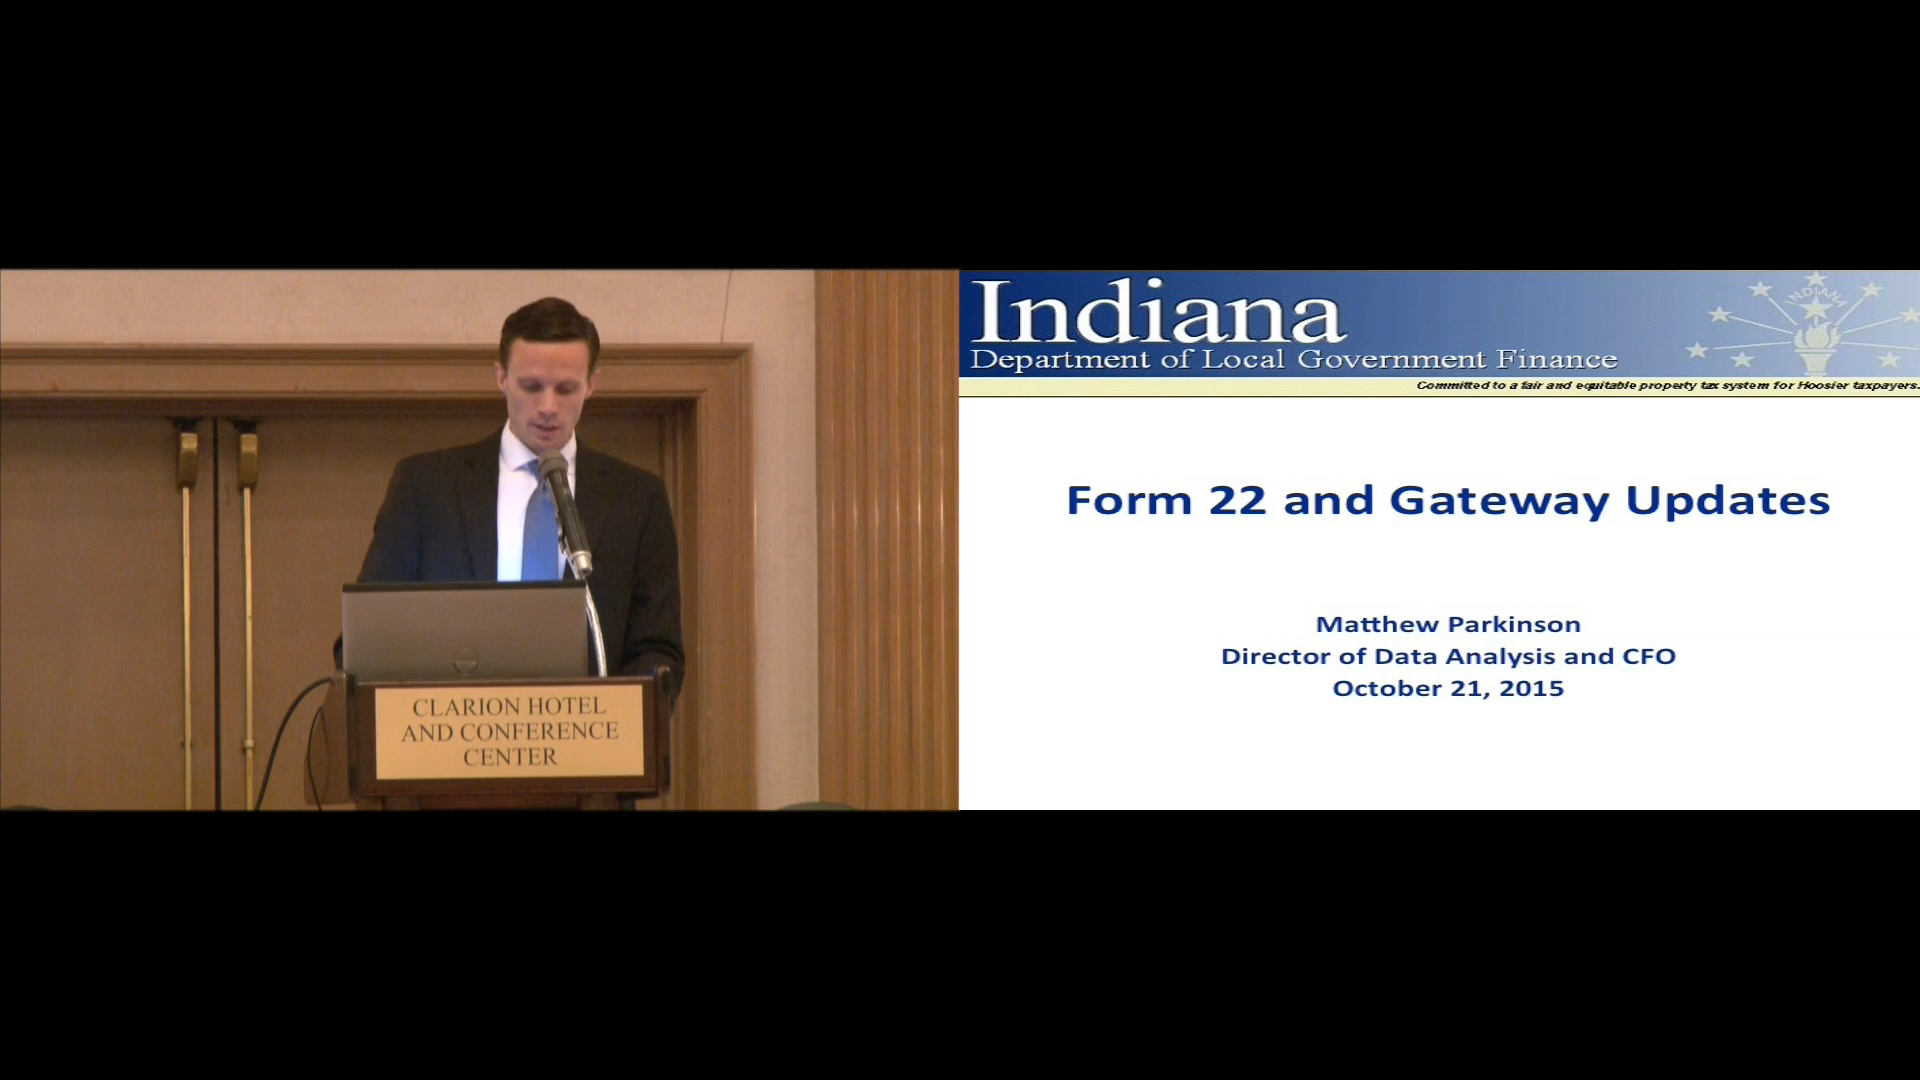 CLARION HOTEL
AND CONFERENCE
CENTER
Indiana
Department of Local Government Finance
INDIANA
Committed to a fair and equitable property tax system for Hoosier taxpayers.
Form 22 and Gateway Updates
Matthew Parkinson
Director of Data Analysis and CFO
October 21, 2015